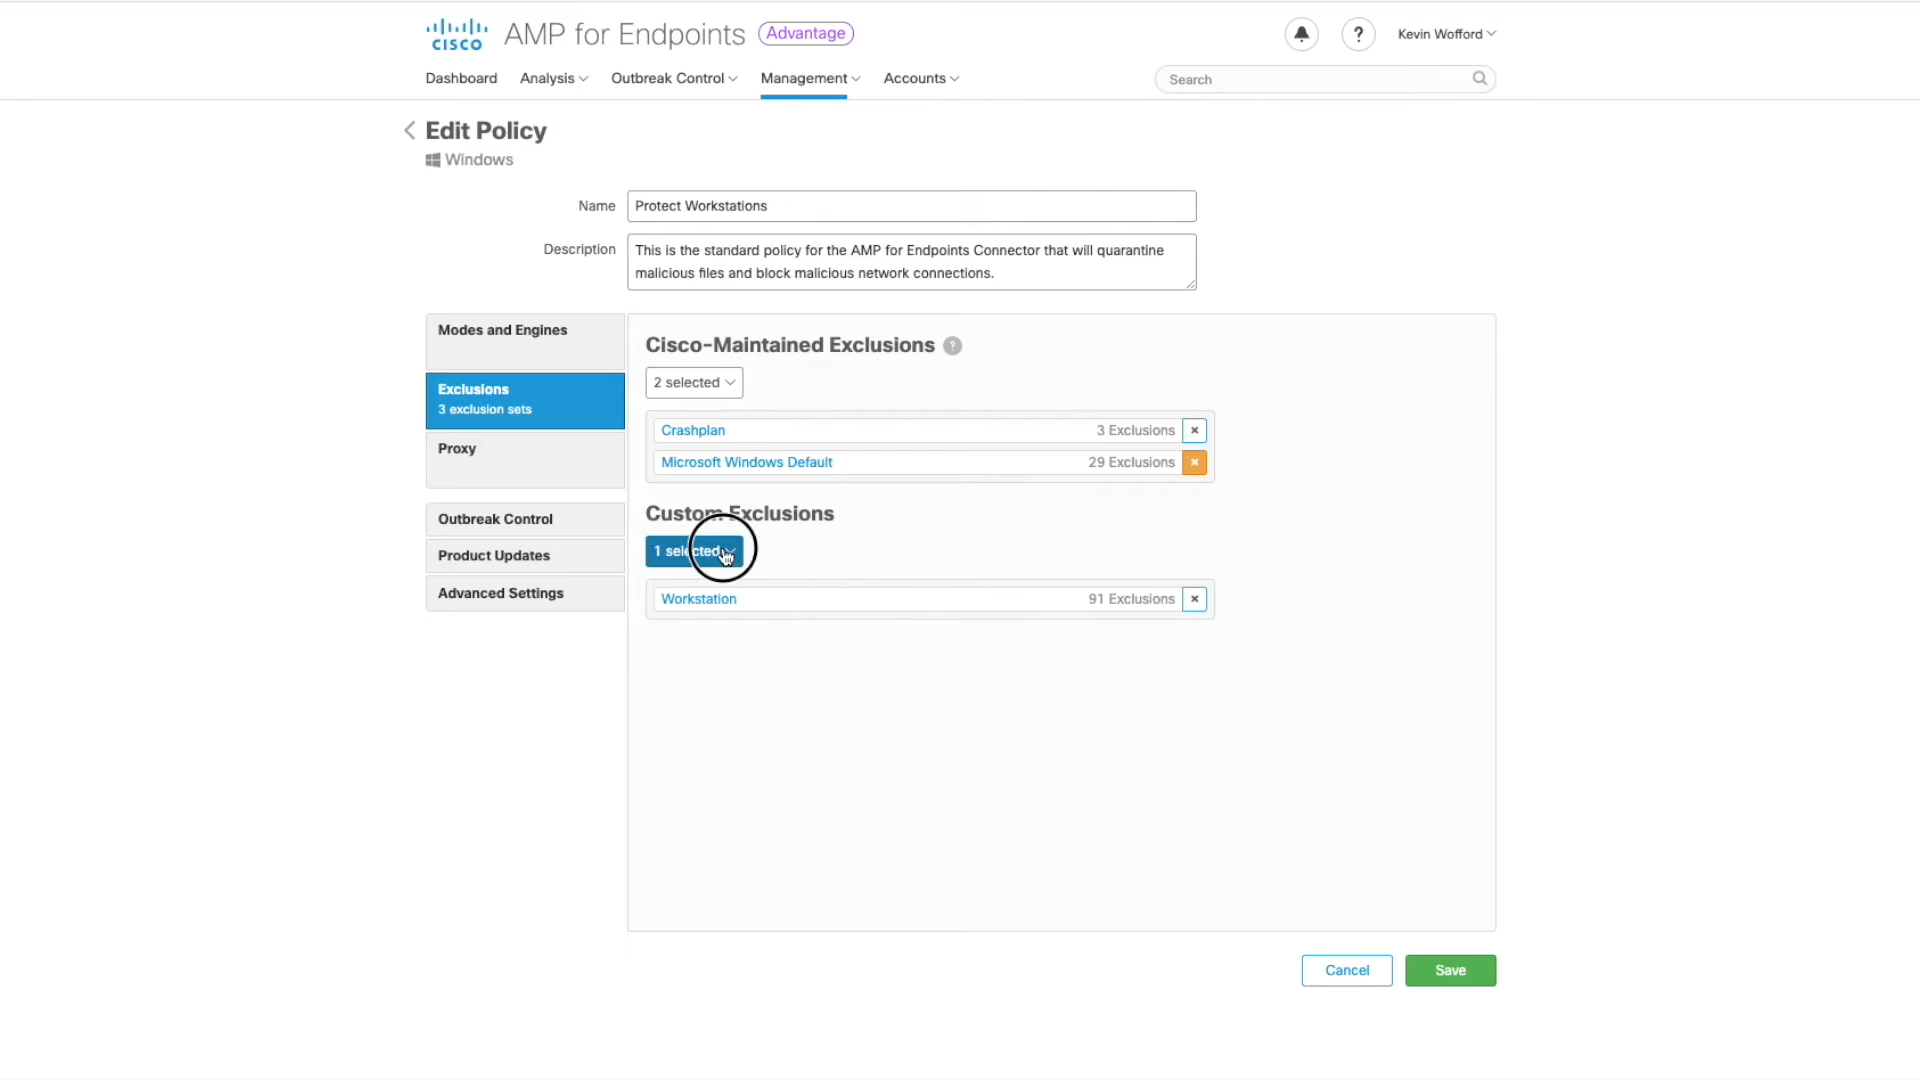 CISCO AMP for Endpoints Advantage
? Kevin Wofford
Dashboard Analysis Outbreak Control Management Accounts
Search
Edit Policy
Windows
Name Protect Workstations
Description This is the standard policy for the AMP for Endpoints Connector that will quarantine
malicious files and block malicious network connections.
Modes and Engines
Exclusions
3 exclusion sets
Proxy
Outbreak Control
Product Updates
Advanced Settings
Cisco-Maintained Exclusions ?
2 selected
Crashplan 3 Exclusions ×
Microsoft Windows Default 29 Exclusions ×
Custom Exclusions
1 selected
Workstation 91 Exclusions ×
Cancel Save